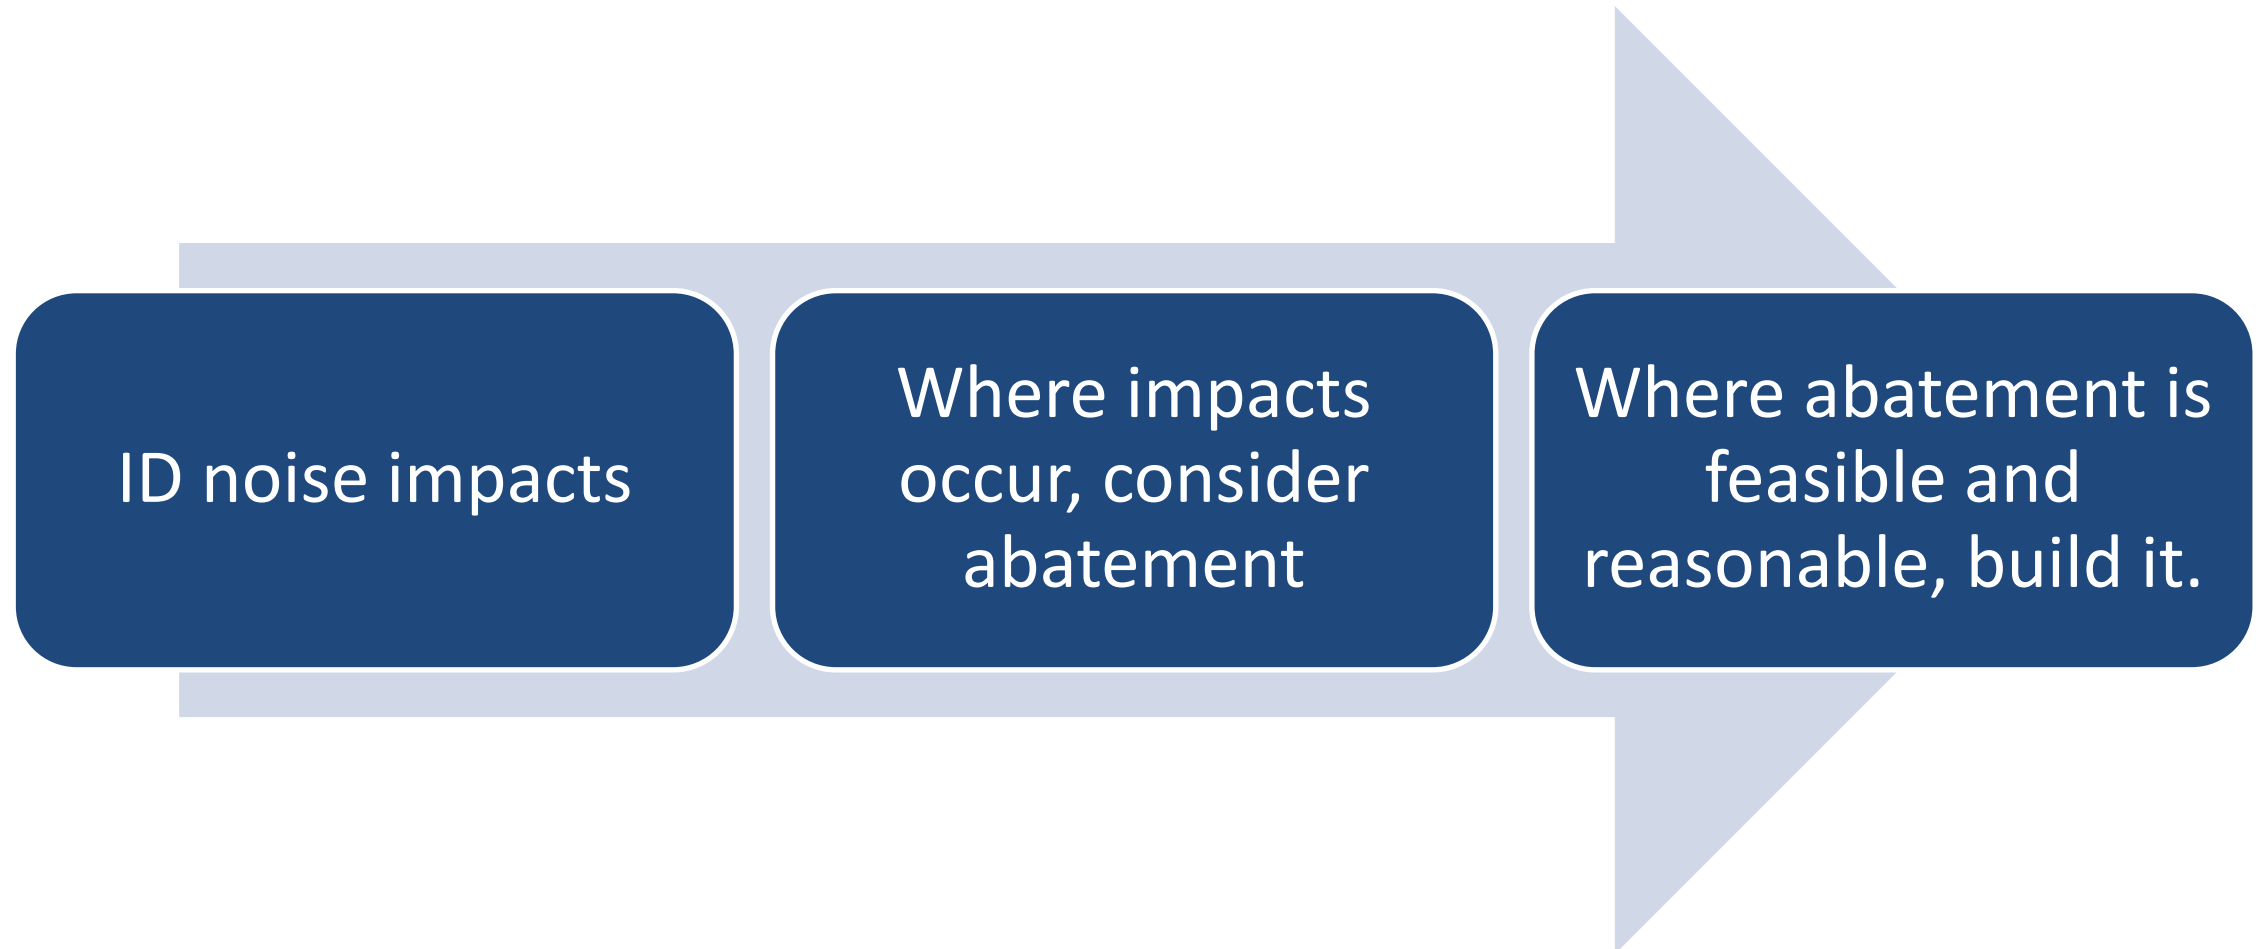 ID noise impacts
Where impacts
occur, consider
abatement
Where abatement is
feasible and
reasonable, build it.